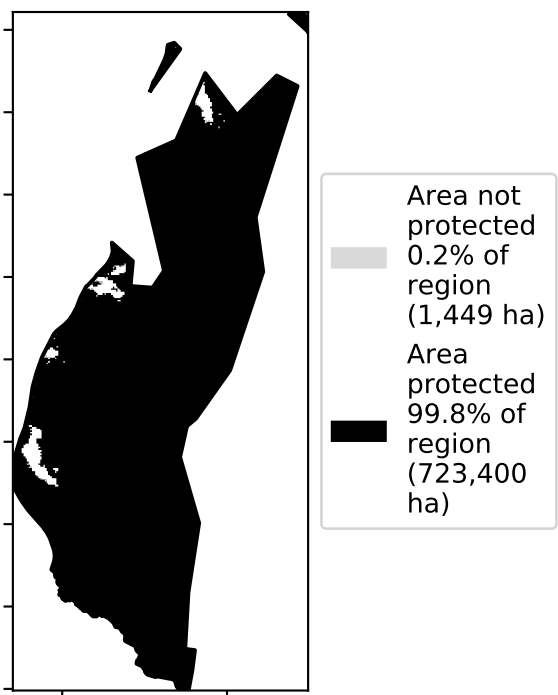 Area not
protected
0.2% of
region
(1,449 ha)
Area
protected
99.8% of
region
(723,400
ha)